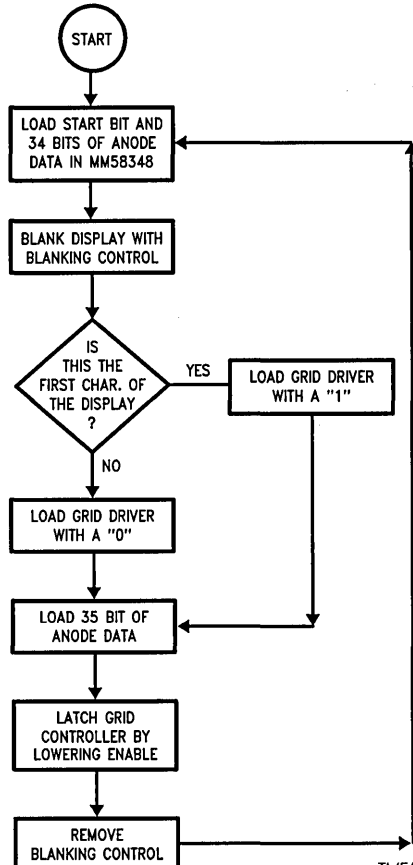 START
LOAD START BIT AND
34 BITS OF ANODE
DATA IN MM58348
BLANK DISPLAY WITH
BLANKING CONTROL
IS
THIS THE
FIRST CHAR. OF
THE DISPLAY
?
YES
LOAD GRID DRIVER
WITH A "1"
NO
LOAD GRID DRIVER
WITH A "0"
LOAD 35 BIT OF
ANODE DATA
LATCH GRID
CONTROLLER BY
LOWERING ENABLE
REMOVE
BLANKING CONTROL